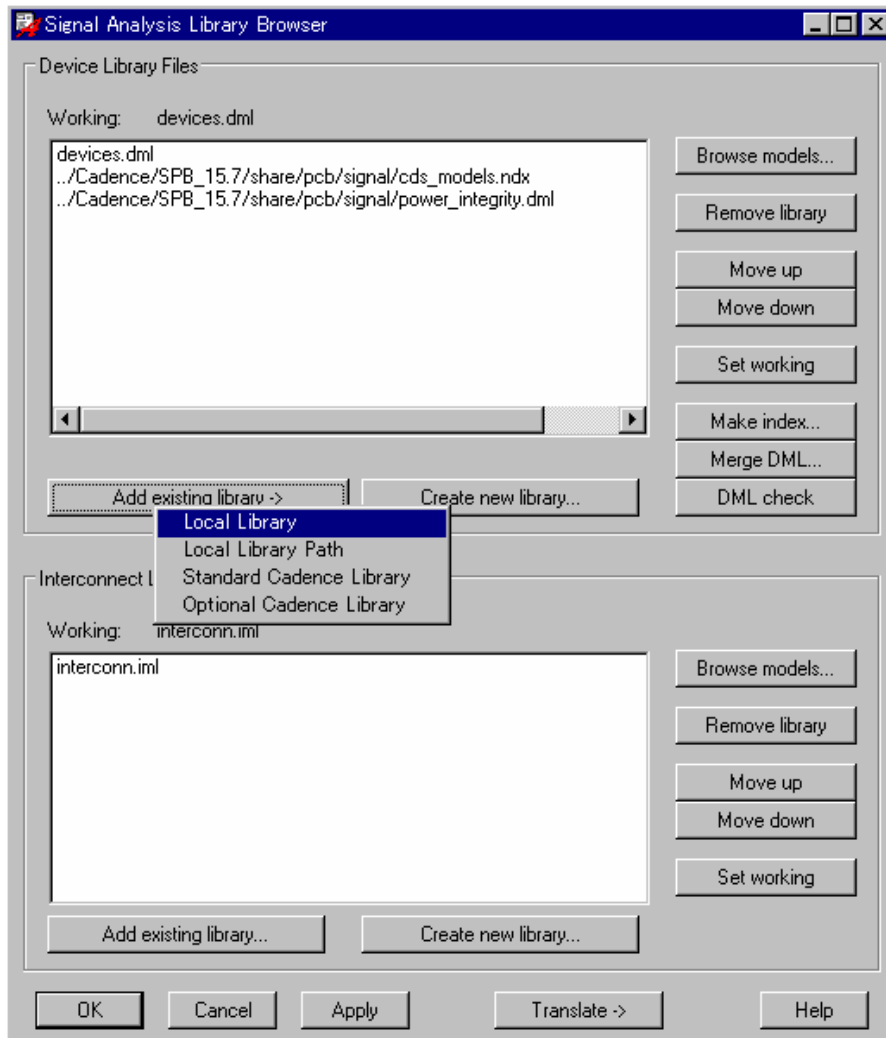 Signal Analysis Library Browser
Device Library Files
Working: devices.dml
devices.dml
../Cadence/SPB_15.7/share/pcb/signal/cds_models.ndx
../Cadence/SPB_15.7/share/pcb/signal/power_integrity.dml
Browse models...
Remove library
Move up
Move down
Set working
Make index...
Merge DML...
DML check
Add existing library ->
Create new library...
Local Library
Local Library Path
Standard Cadence Library
Optional Cadence Library
Interconnect L
Working: interconn.iml
interconn.iml
Browse models...
Remove library
Move up
Move down
Set working
Add existing library...
Create new library...
OK
Cancel
Apply
Translate ->
Help